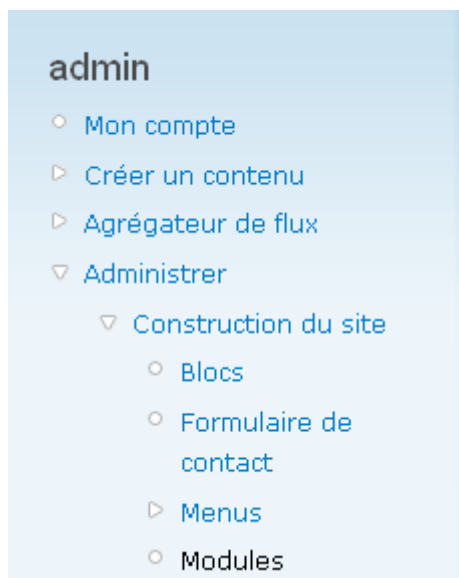 admin
Mon compte
Créer un contenu
Agrégateur de flux
Administrer
Construction du site
Blocs
Formulaire de
contact
Menus
Modules